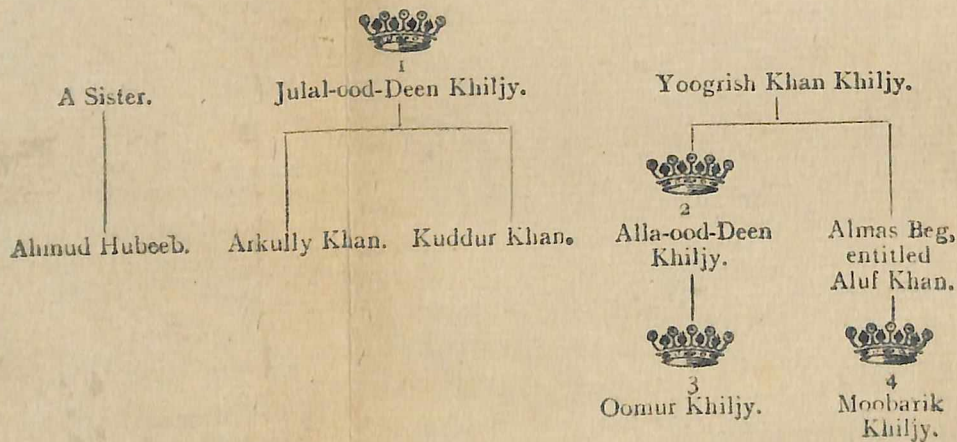 1
A Sister.
Julal-ood-Deen Khiljy.
Yoogrish Khan Khiljy.
Ahmud Hubeeb.
Arkully Khan.
Kuddur Khan.
2
Alla-ood-Deen
Khiljy.
Almas Beg,
entitled
Aluf Khan.
3
Oomur Khiljy.
4
Moobarik
Khiljy.